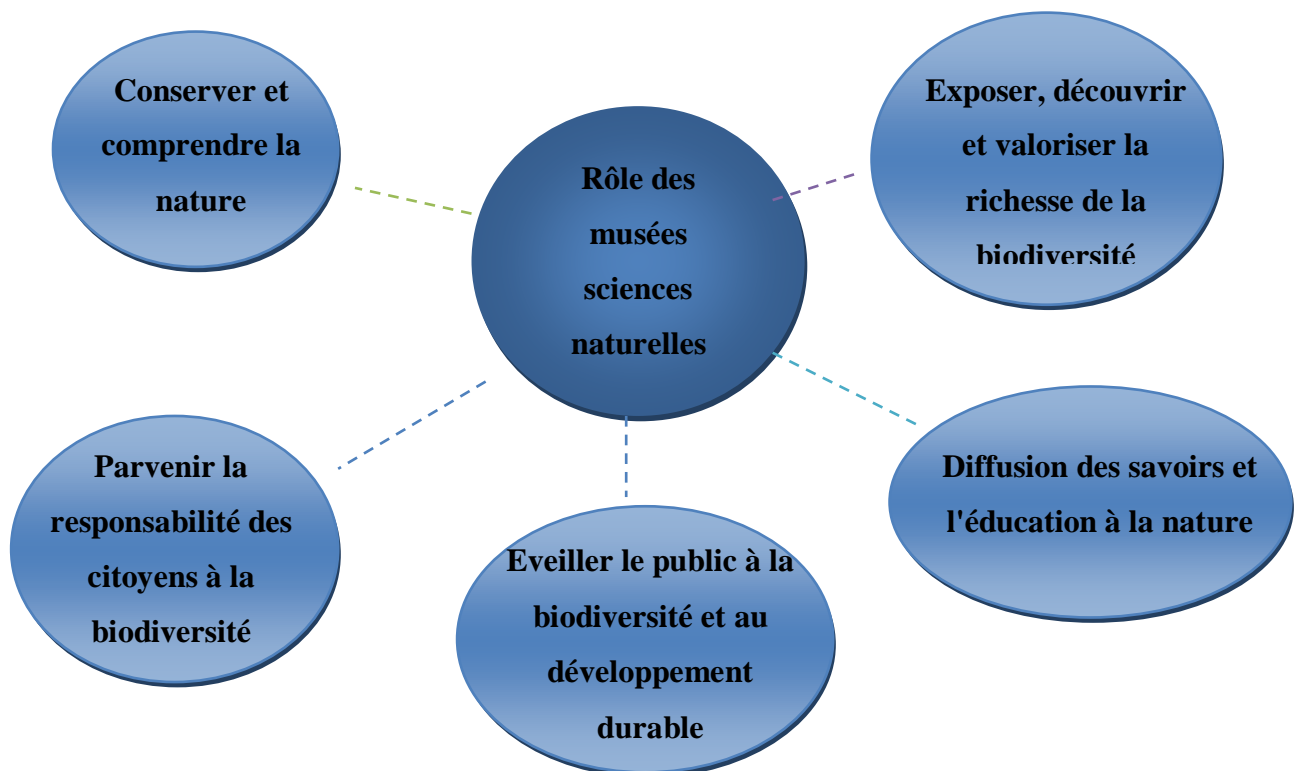 Conserver et
comprendre la
nature
Rôle des
musées
sciences
naturelles
Exposer, découvrir
et valoriser la
richesse de la
biodiversité
Parvenir la
responsabilité des
citoyens à la
biodiversité
Eveiller le public à la
biodiversité et au
développement
durable
Diffusion des savoirs et
l'éducation à la nature